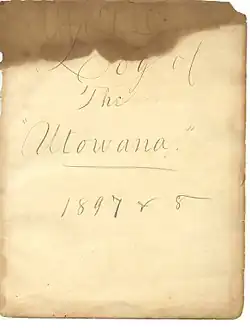 Log of
The
"Utowana."
1897 & 8